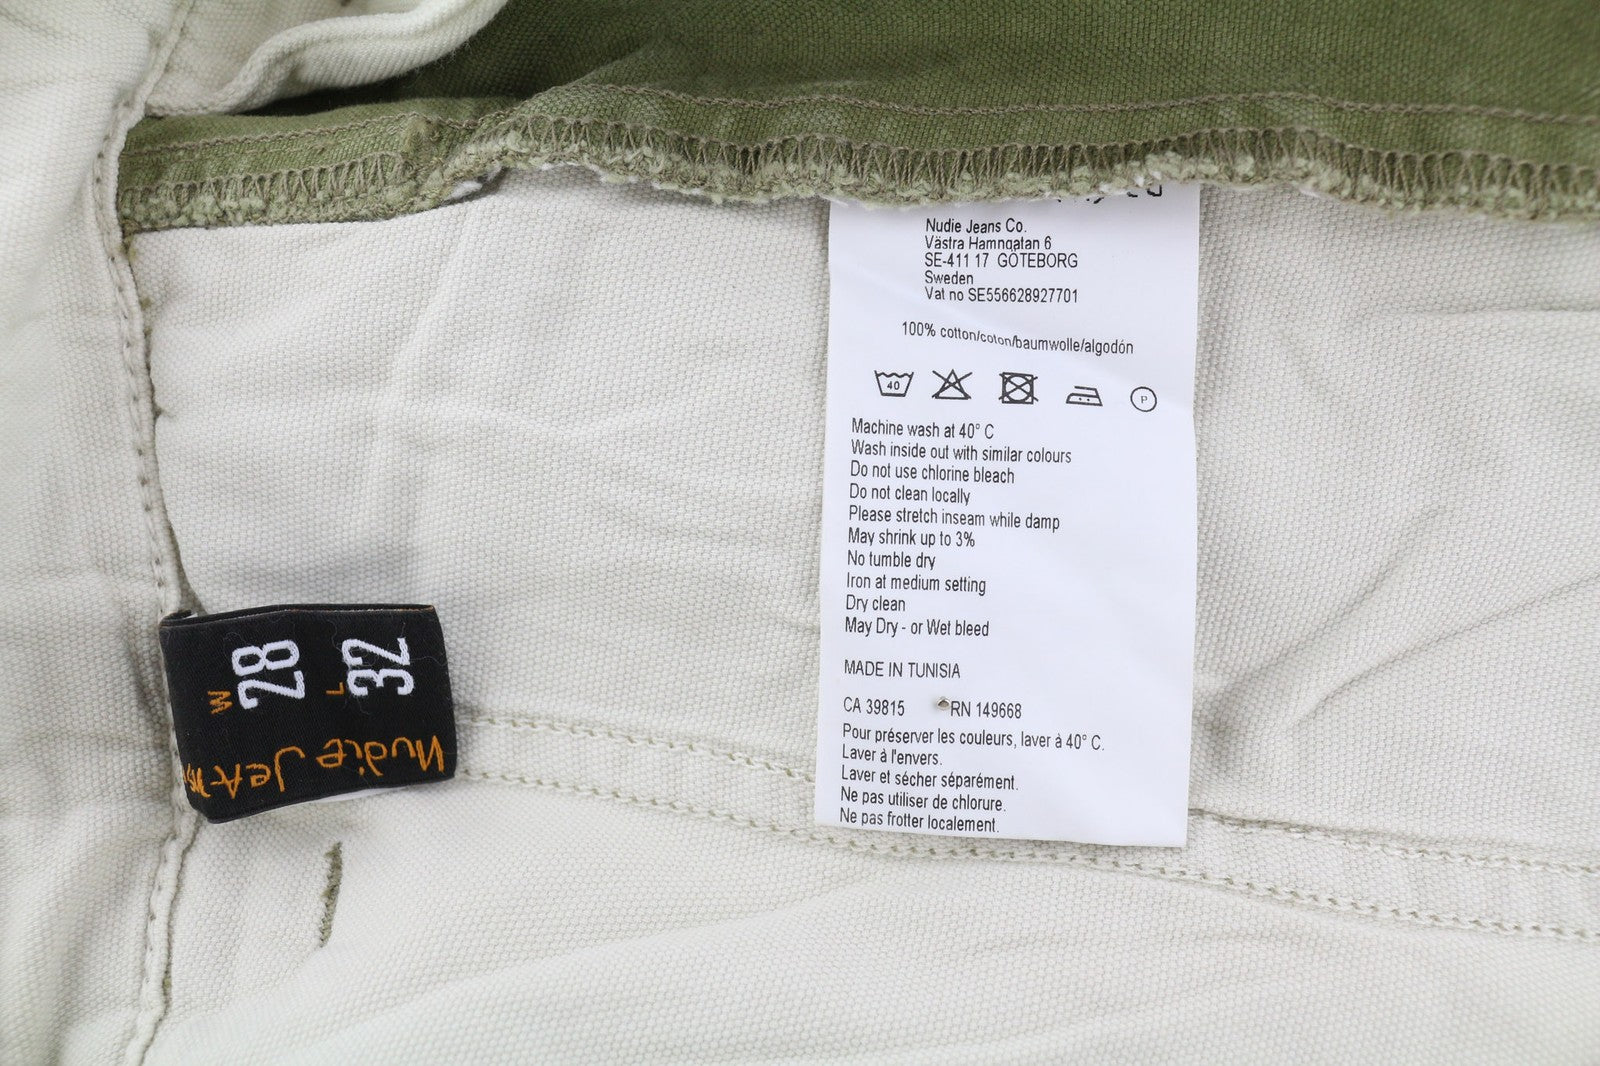 Nudie Jeans Co.
Västra Hamngatan 6
SE-411 17 GÖTEBORG
Sweden
Vat no SE556628927701
100% cotton/coton/baumwolle/algodón
40
P
Machine wash at 40° C
Wash inside out with similar colours
Do not use chlorine bleach
Do not clean locally
Please stretch inseam while damp
May shrink up to 3%
No tumble dry
Iron at medium setting
Dry clean
May Dry - or Wet bleed
MADE IN TUNISIA
CA 39815 RN 149668
Pour préserver les couleurs, laver à 40° C.
Laver à l'envers.
Laver et sécher séparément.
Ne pas utiliser de chlorure.
Ne pas frotter localement.
W 28
L 32
nudie